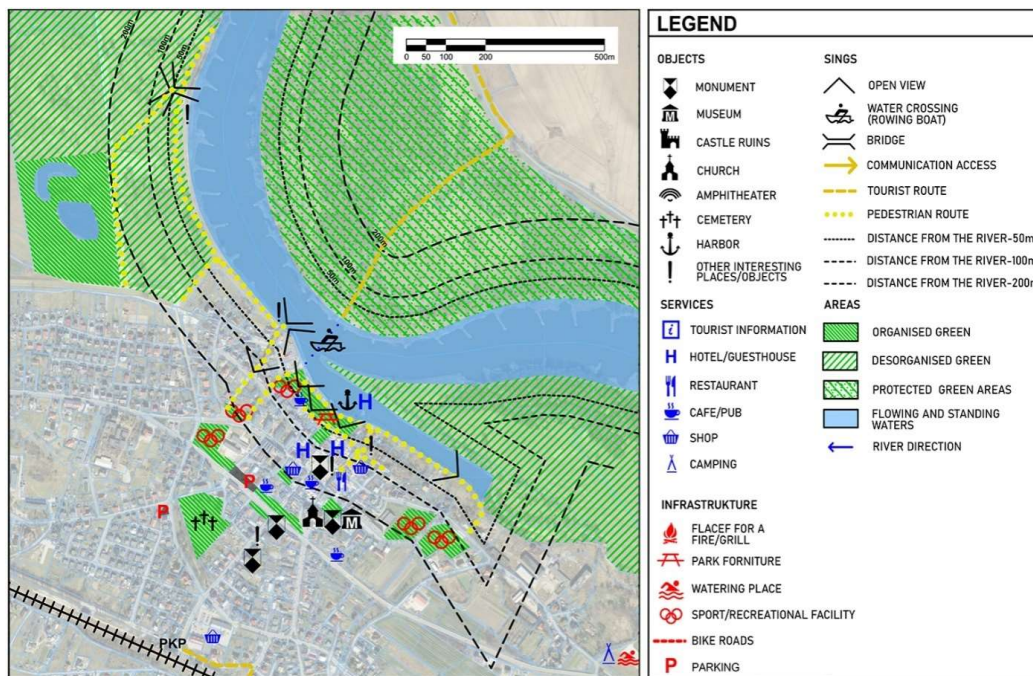 200m
100m
50m
0 50 100 200 500m
200m
100m
50m
H
H
H
P
P
M
PKP
LEGEND
OBJECTS
MONUMENT
M MUSEUM
CASTLE RUINS
CHURCH
AMPHITHEATER
CEMETERY
HARBOR
OTHER INTERESTING
PLACES/OBJECTS
SERVICES
i TOURIST INFORMATION
H HOTEL/GUESTHOUSE
RESTAURANT
CAFE/PUB
SHOP
CAMPING
INFRASTRUKTURE
FLACEF FOR A
FIRE/GRILL
PARK FORNITURE
WATERING PLACE
SPORT/RECREATIONAL FACILITY
BIKE ROADS
P PARKING
SINGS
OPEN VIEW
WATER CROSSING
(ROWING BOAT)
BRIDGE
COMMUNICATION ACCESS
TOURIST ROUTE
PEDESTRIAN ROUTE
DISTANCE FROM THE RIVER-50m
DISTANCE FROM THE RIVER-100m
DISTANCE FROM THE RIVER-200m
AREAS
ORGANISED GREEN
DESORGANISED GREEN
PROTECTED GREEN AREAS
FLOWING AND STANDING
WATERS
RIVER DIRECTION